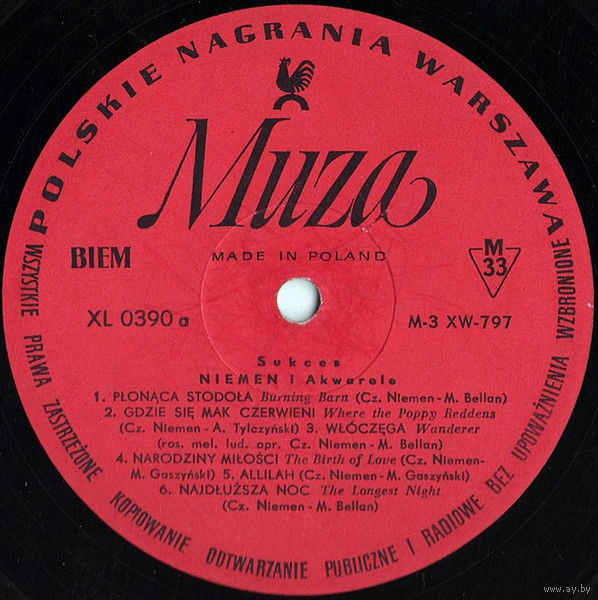 POLSKIE NAGRANIA WARSZAWA
Muza
BIEM
MADE IN POLAND
M
33
XL 0390 a
M-3 XW-797
Sukces
NIEMEN i Akwarele
1. PŁONĄCA STODOŁA Burning Barn (Cz. Niemen - M. Bellan)
2. GDZIE SIĘ MAK CZERWIENI Where the Poppy Reddens
(Cz. Niemen - A. Tylczyński) 3. WŁÓCZĘGA Wanderer
(ros. mel. lud. opr. Cz. Niemen - M. Bellan)
4. NARODZINY MIŁOŚCI The Birth of Love (Cz. Niemen-
M. Gaszyński) 5. ALLILAH (Cz. Niemen - M. Gaszyński)
6. NAJDŁUŻSZA NOC The Longest Night
(Cz. Niemen - M. Bellan)
WSZYSTKIE PRAWA ZASTRZEŻONE KOPIOWANIE ODTWARZANIE PUBLICZNE I RADIOWE BEZ UPOWAŻNIENIA WZBRONIONE
www.ay.by